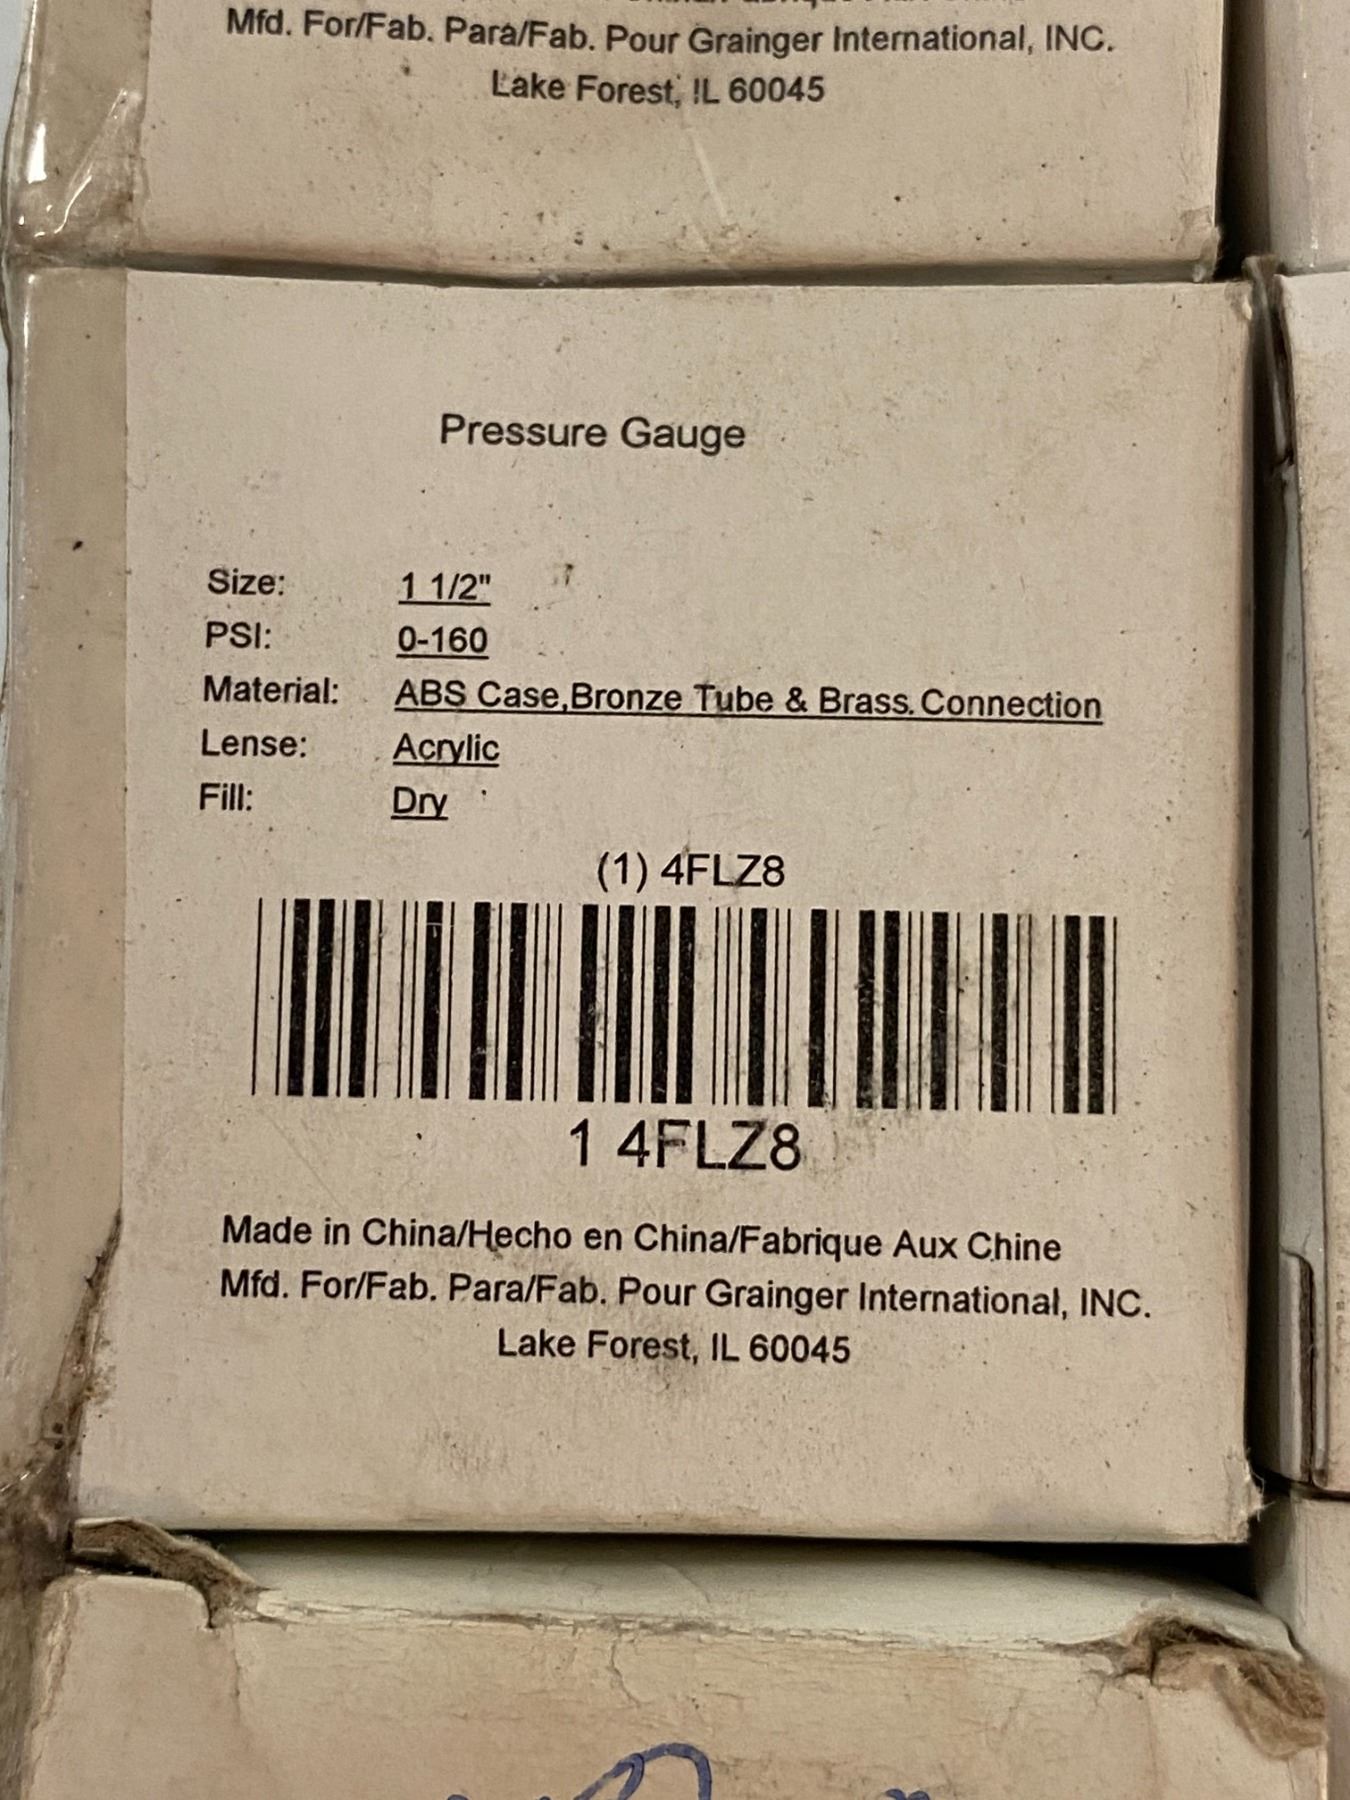 Mfd. For/Fab. Para/Fab. Pour Grainger International, INC.
Lake Forest, IL 60045
Pressure Gauge
Size: 1 1/2"
PSI: 0-160
Material: ABS Case,Bronze Tube & Brass. Connection
Lense: Acrylic
Fill: Dry
(1) 4FLZ8
1 4FLZ8
Made in China/Hecho en China/Fabrique Aux Chine
Mfd. For/Fab. Para/Fab. Pour Grainger International, INC.
Lake Forest, IL 60045